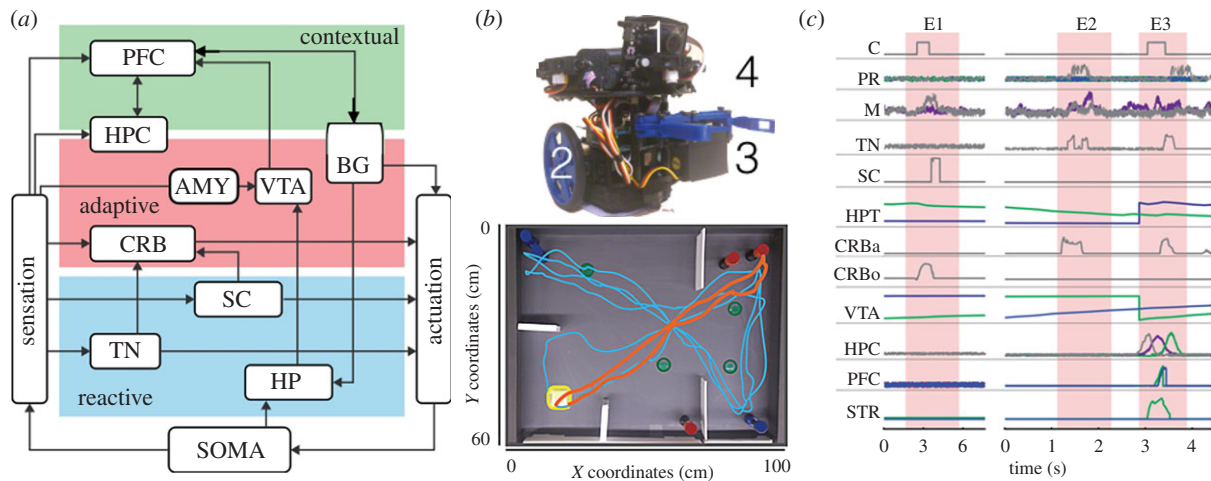 (a)
contextual
PFC
HPC
BG
AMY
VTA
adaptive
CRB
sensation
actuation
SC
TN
HP
reactive
SOMA
(b)
1
2
3
4
0
Y coordinates (cm)
60
0
X coordinates (cm)
100
(c)
E1 E2 E3
C
PR
M
TN
SC
HPT
CRBa
CRBo
VTA
HPC
PFC
STR
0 3 6 0 1 2 3 4
time (s)